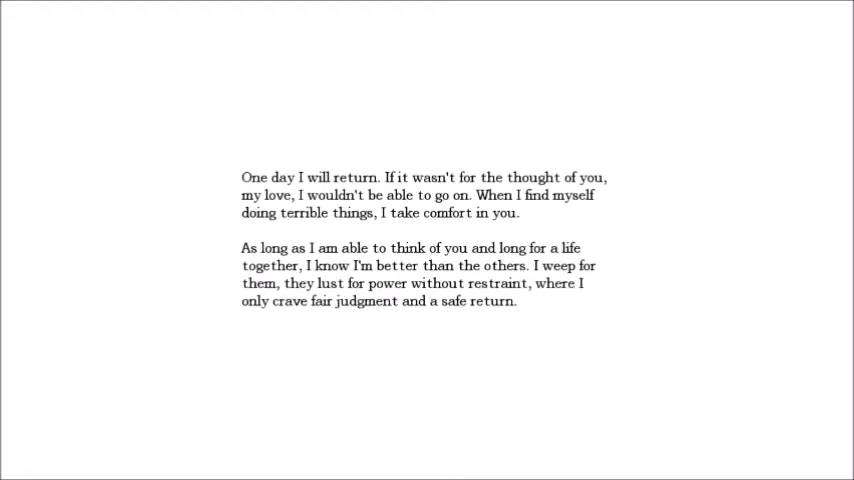 One day I will return. If it wasn't for the thought of you,
my love, I wouldn't be able to go on. When I find myself
doing terrible things, I take comfort in you.
As long as I am able to think of you and long for a life
together, I know I'm better than the others. I weep for
them, they lust for power without restraint, where I
only crave fair judgment and a safe return.